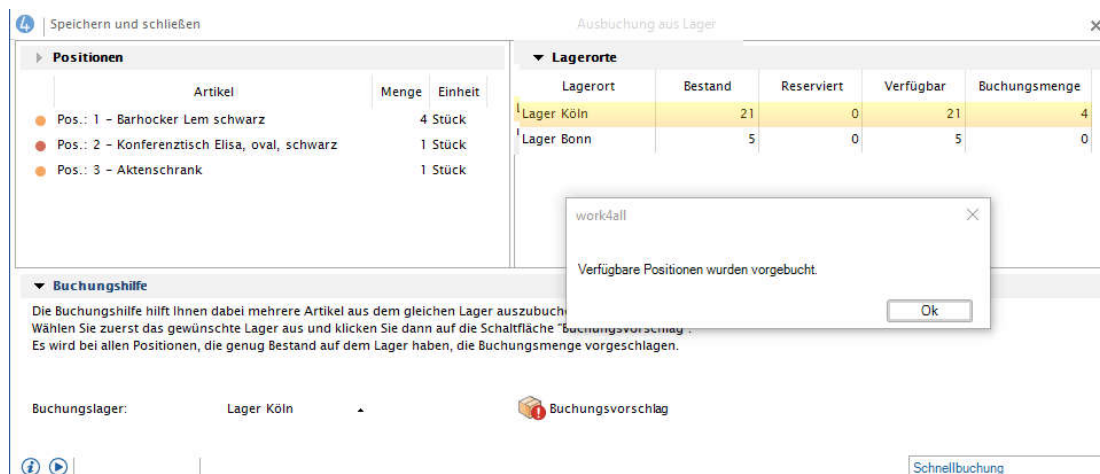 Speichern und schließen
Ausbuchung aus Lager
Positionen
Artikel Menge Einheit
Pos.: 1 - Barhocker Lem schwarz 4 Stück
Pos.: 2 - Konferenztisch Elisa, oval, schwarz 1 Stück
Pos.: 3 - Aktenschrank 1 Stück
Lagerorte
Lagerort Bestand Reserviert Verfügbar Buchungsmenge
Lager Köln 21 0 21 4
Lager Bonn 5 0 5 0
work4all
Verfügbare Positionen wurden vorgebucht.
Ok
Buchungshilfe
Die Buchungshilfe hilft Ihnen dabei mehrere Artikel aus dem gleichen Lager auszubuche
Wählen Sie zuerst das gewünschte Lager aus und klicken Sie dann auf die Schaltfläche "Buchungsvorschlag".
Es wird bei allen Positionen, die genug Bestand auf dem Lager haben, die Buchungsmenge vorgeschlagen.
Buchungslager: Lager Köln
Buchungsvorschlag
Schnellbuchung